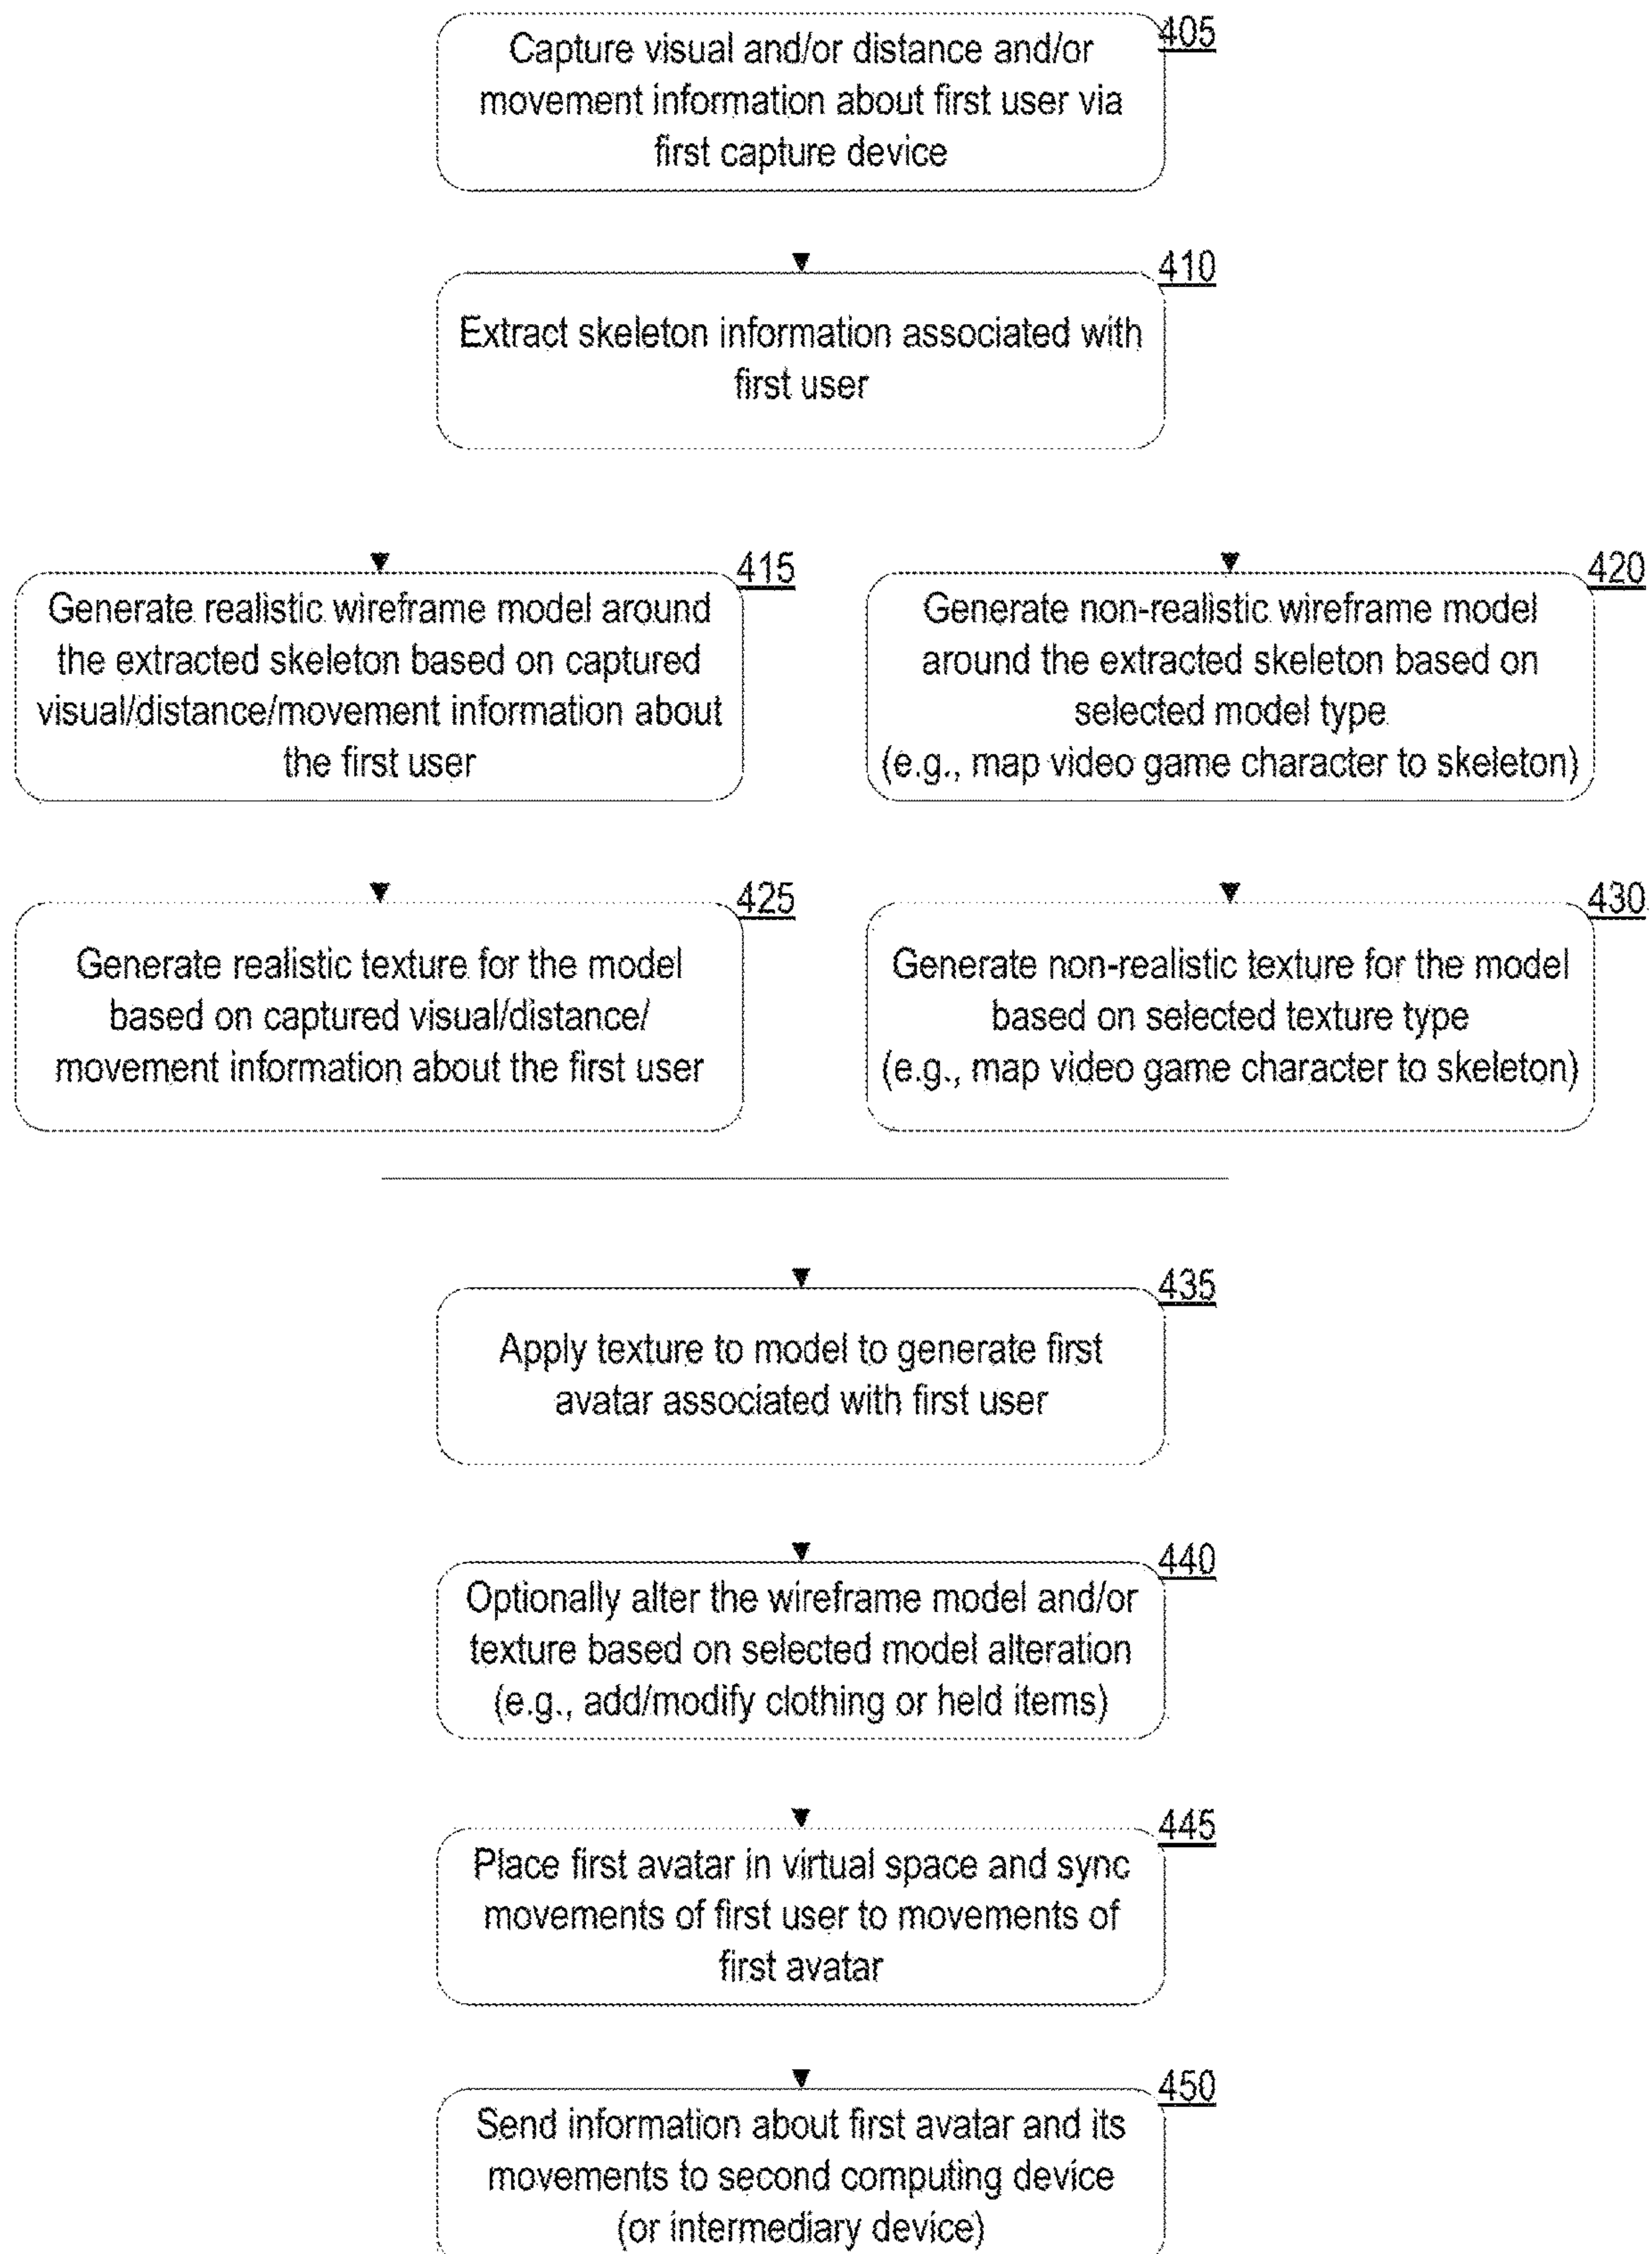 405
Capture visual and/or distance and/or
movement information about first user via
first capture device
410
Extract skeleton information associated with
first user
415
Generate realistic wireframe model around
the extracted skeleton based on captured
visual/distance/movement information about
the first user
420
Generate non-realistic wireframe model
around the extracted skeleton based on
selected model type
(e.g., map video game character to skeleton)
425
Generate realistic texture for the model
based on captured visual/distance/
movement information about the first user
430
Generate non-realistic texture for the model
based on selected texture type
(e.g., map video game character to skeleton)
435
Apply texture to model to generate first
avatar associated with first user
440
Optionally alter the wireframe model and/or
texture based on selected model alteration
(e.g., add/modify clothing or held items)
445
Place first avatar in virtual space and sync
movements of first user to movements of
first avatar
450
Send information about first avatar and its
movements to second computing device
(or intermediary device)